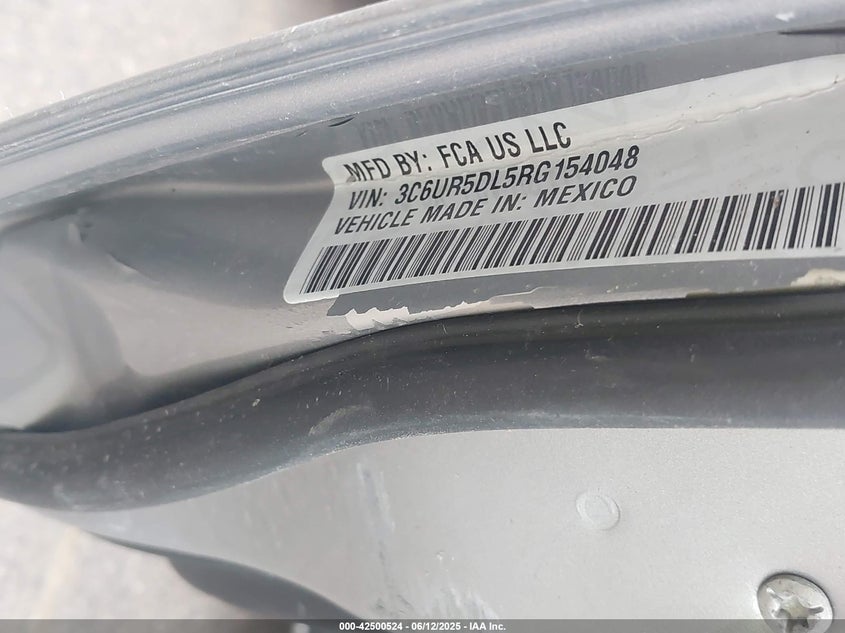 MFD BY: FCA US LLC
VIN: 3C6UR5DL5RG154048
VEHICLE MADE IN: MEXICO
000-42500524 - 06/12/2025 - IAA Inc.